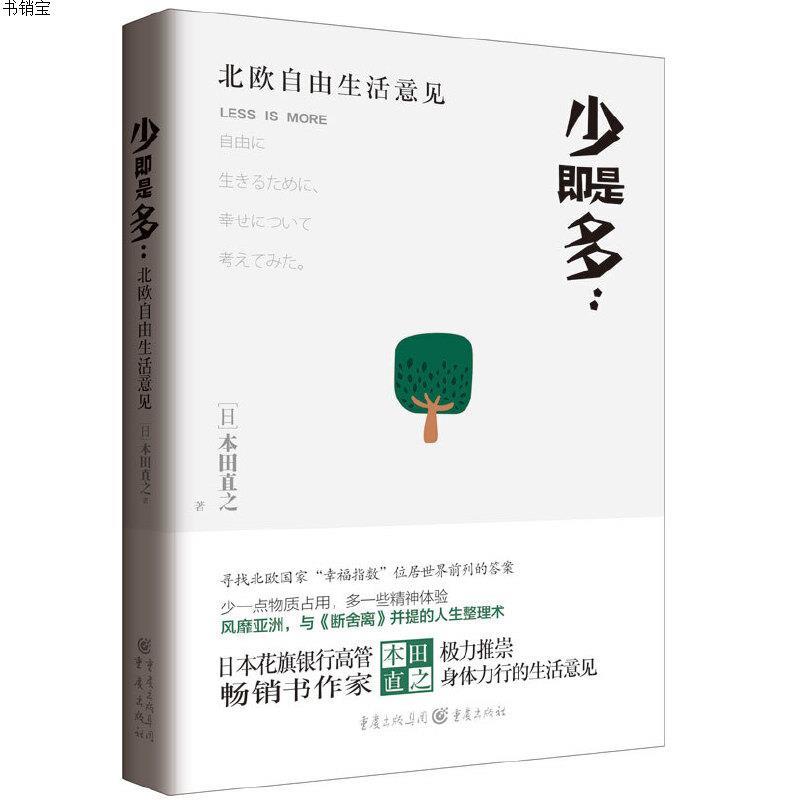 书销宝
北欧自由生活意见
LESS IS MORE
自由に
生きるために、
幸せについて
考えてみた。
少
即是
多：
[日]本田直之
著
寻找北欧国家“幸福指数”位居世界前列的答案
少一点物质占用，多一些精神体验
风靡亚洲，与《断舍离》并提的人生整理术
日本花旗银行高管 本田 极力推崇
畅销书作家 直之 身体力行的生活意见
重庆出版集团 重庆出版社
少即是多：北欧自由生活意见
[日]本田直之 著
重庆出版集团
重庆出版社